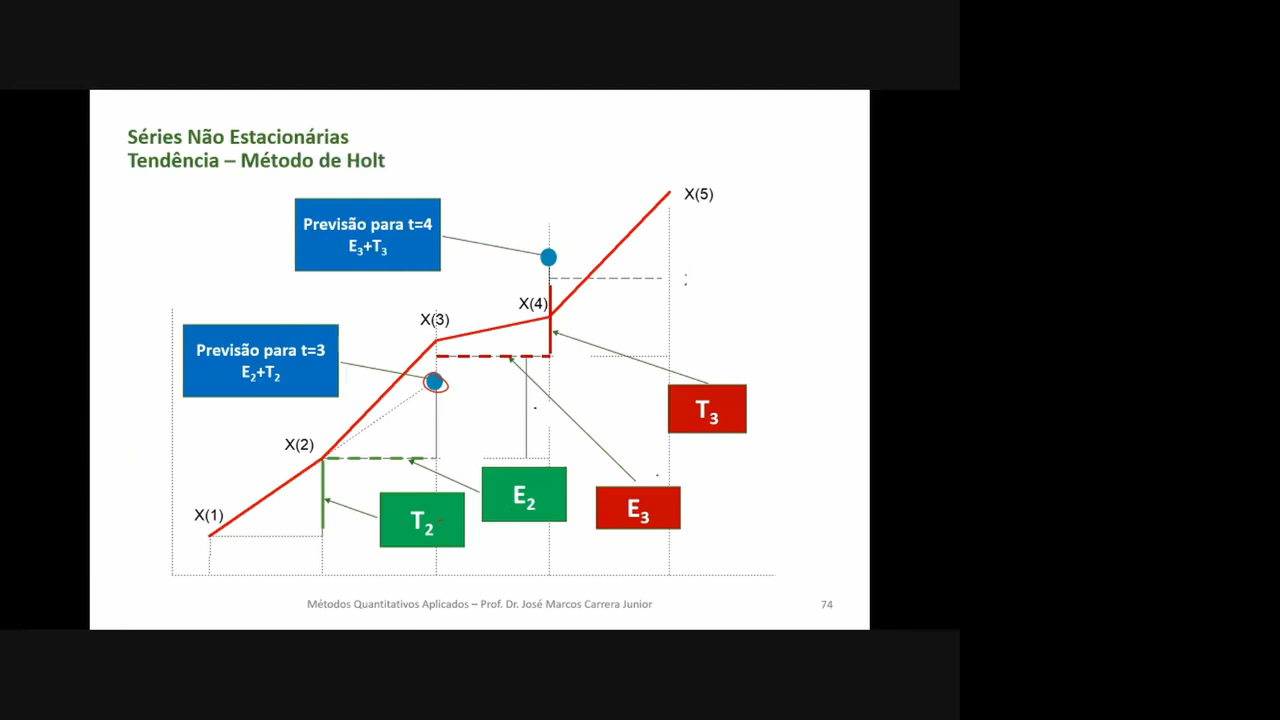 Séries Não Estacionárias
Tendência – Método de Holt
X(5)
Previsão para t=4
E₃+T₃
X(4)
X(3)
Previsão para t=3
E₂+T₂
T₃
X(2)
E₂
E₃
X(1)
T₂
Métodos Quantitativos Aplicados – Prof. Dr. José Marcos Carrera Junior
74